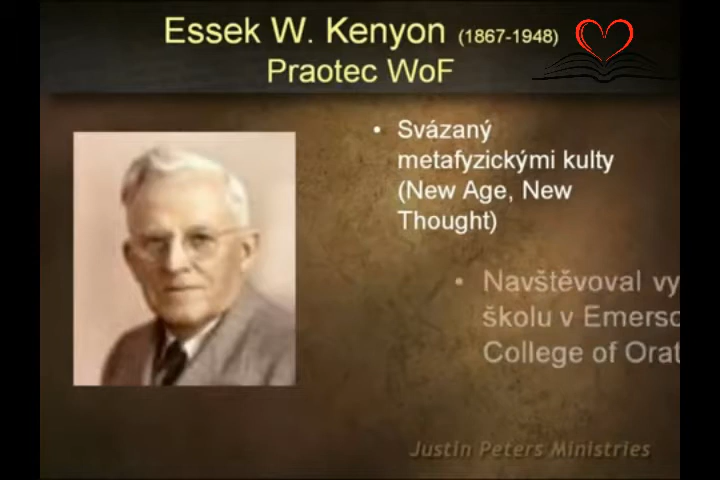 Essek W. Kenyon (1867-1948)
Praotec WoF
• Svázaný
metafyzickými kulty
(New Age, New
Thought)
• Navštěvoval
školu v
College of
Justin Peters Ministries